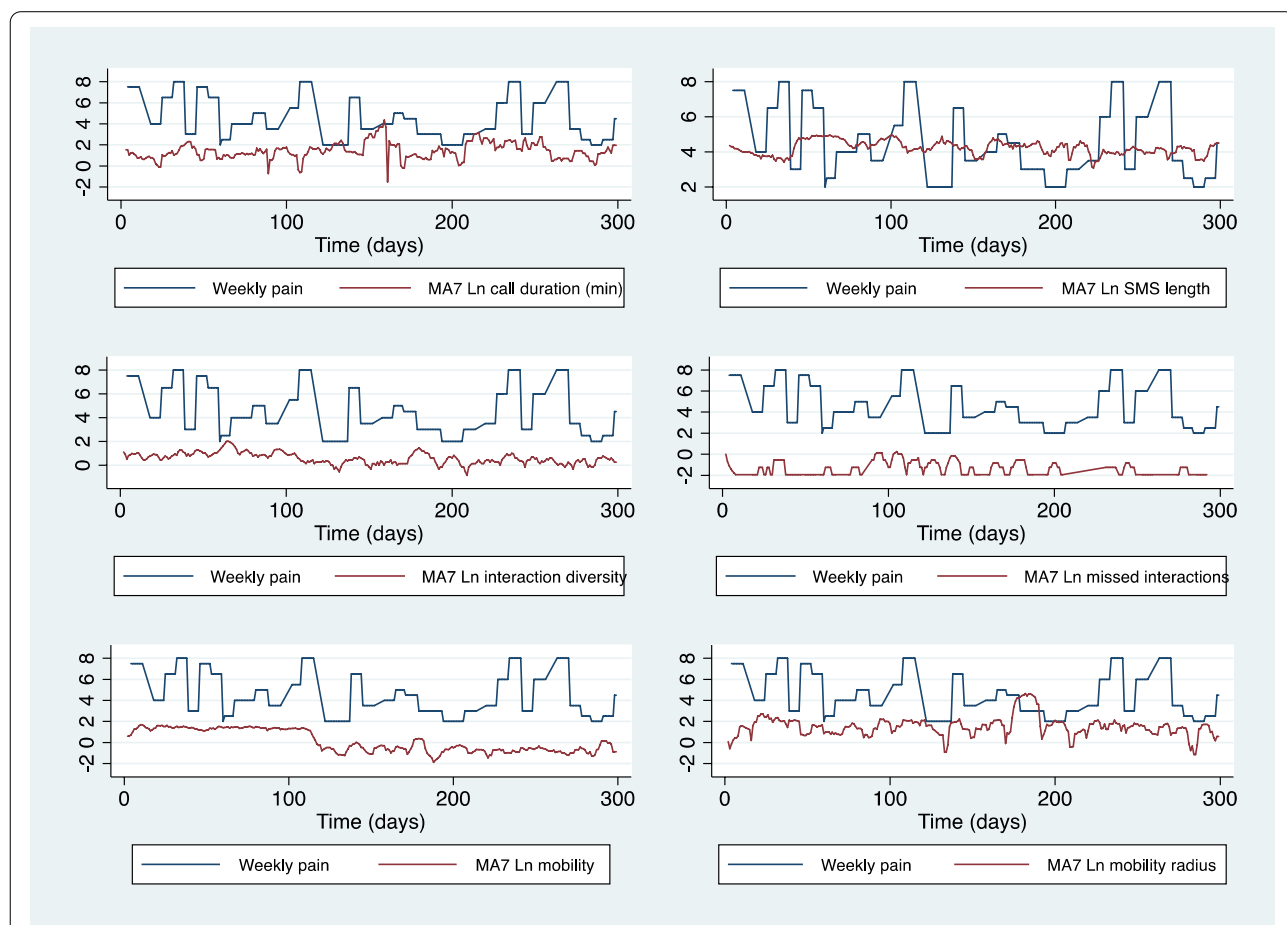 8
6
4
2
0
-2
0 100 200 300
Time (days)
Weekly pain MA7 Ln call duration (min)
8
6
4
2
0 100 200 300
Time (days)
Weekly pain MA7 Ln SMS length
8
6
4
2
0
0 100 200 300
Time (days)
Weekly pain MA7 Ln interaction diversity
8
6
4
2
0
-2
0 100 200 300
Time (days)
Weekly pain MA7 Ln missed interactions
8
6
4
2
0
-2
0 100 200 300
Time (days)
Weekly pain MA7 Ln mobility
8
6
4
2
0
-2
0 100 200 300
Time (days)
Weekly pain MA7 Ln mobility radius